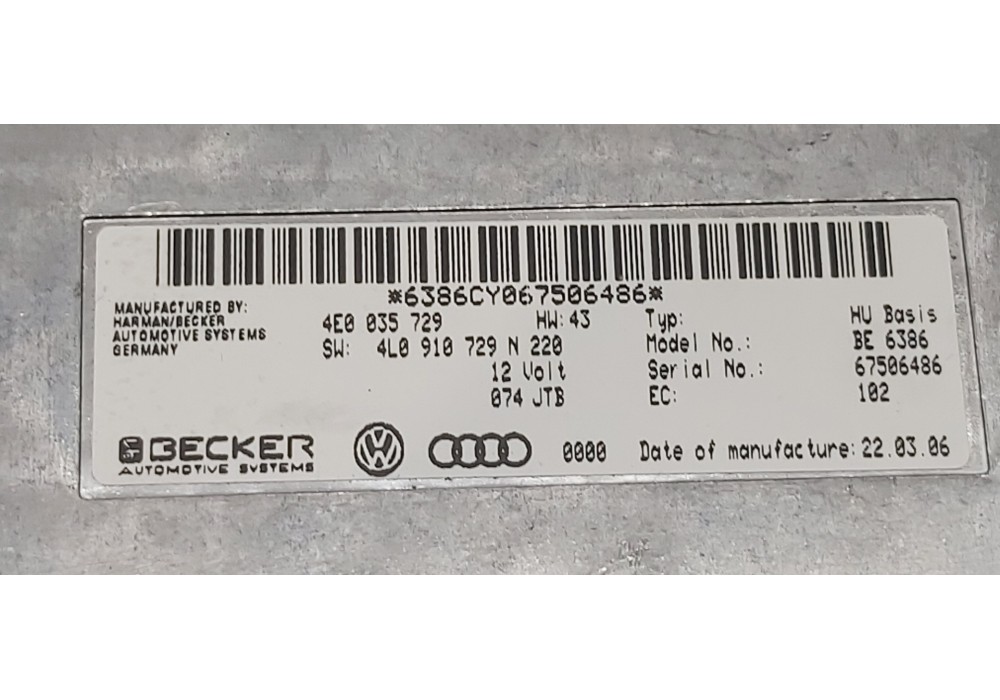 *6386CY067506486*
MANUFACTURED BY:
HARMAN/BECKER
AUTOMOTIVE SYSTEMS
GERMANY
4E0 035 729 HW: 43
SW: 4L0 910 729 N 220
12 Volt
074 JTB
Typ: HU Basis
Model No.: BE 6386
Serial No.: 67506486
EC: 102
BECKER
AUTOMOTIVE SYSTEMS
0000 Date of manufacture: 22.03.06